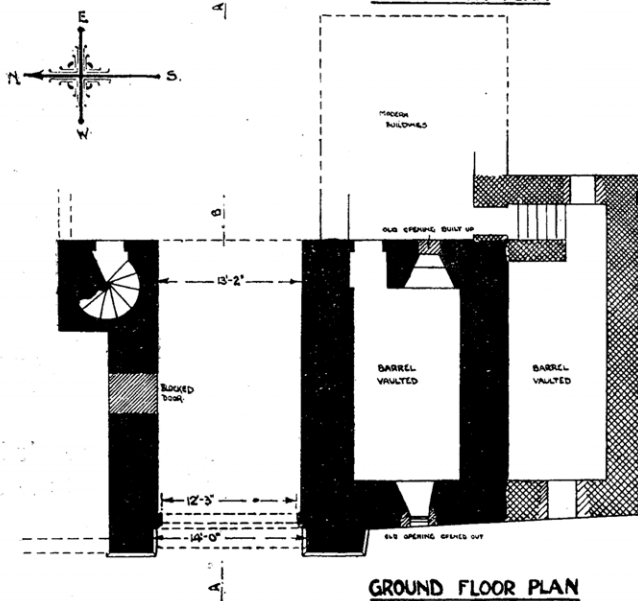 A
E
N
S.
W
MODERN
BUILDINGS
B
OLD OPENING BUILT UP
13'-2"
BLOCKED
DOOR.
BARREL
VAULTED
BARREL
VAULTED
12'-3"
14'-0"
OLD OPENING OPENED OUT
A
GROUND FLOOR PLAN